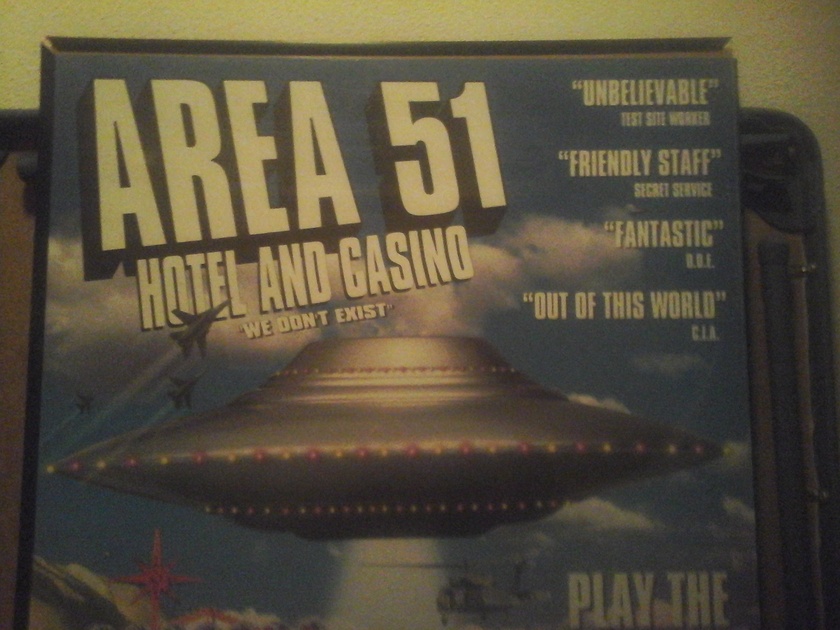 AREA 51
HOTEL AND CASINO
"WE DON'T EXIST"
"UNBELIEVABLE"
TEST SITE WORKER
"FRIENDLY STAFF"
SECRET SERVICE
"FANTASTIC"
D.O.E.
"OUT OF THIS WORLD"
C.I.A.
PLAY THE